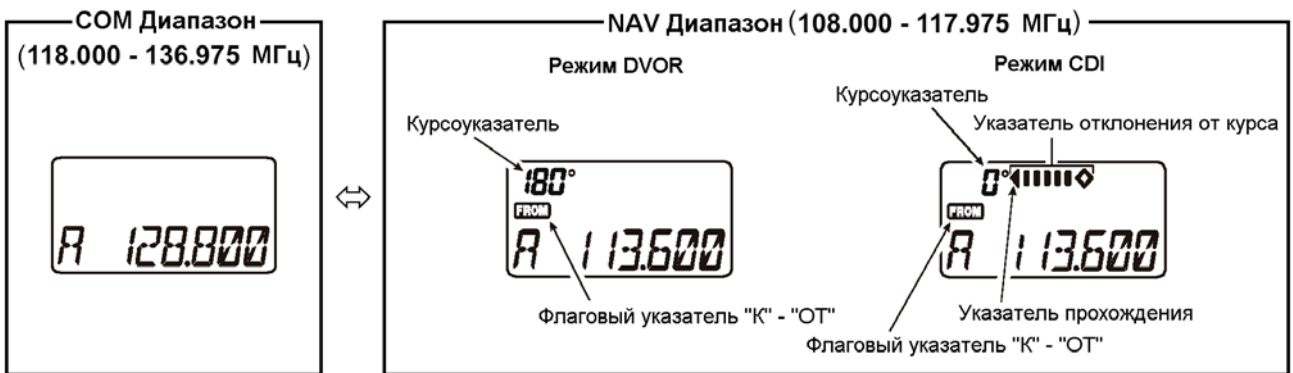 COM Диапазон
(118.000 - 136.975 МГц)
A 128.800
NAV Диапазон (108.000 - 117.975 МГц)
Режим DVOR
Курсоуказатель
180°
FROM
A 113.600
Флаговый указатель "К" - "ОТ"
Режим CDI
Курсоуказатель
Указатель отклонения от курса
0°
FROM
A 113.600
Указатель прохождения
Флаговый указатель "К" - "ОТ"